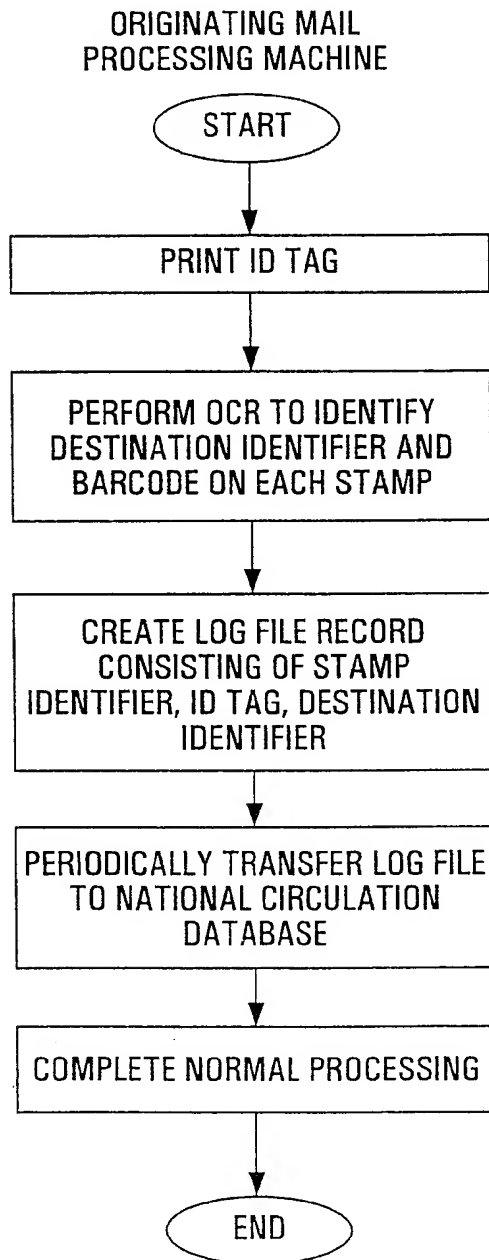 ORIGINATING MAIL
PROCESSING MACHINE
START
PRINT ID TAG
PERFORM OCR TO IDENTIFY
DESTINATION IDENTIFIER AND
BARCODE ON EACH STAMP
CREATE LOG FILE RECORD
CONSISTING OF STAMP
IDENTIFIER, ID TAG, DESTINATION
IDENTIFIER
PERIODICALLY TRANSFER LOG FILE
TO NATIONAL CIRCULATION
DATABASE
COMPLETE NORMAL PROCESSING
END